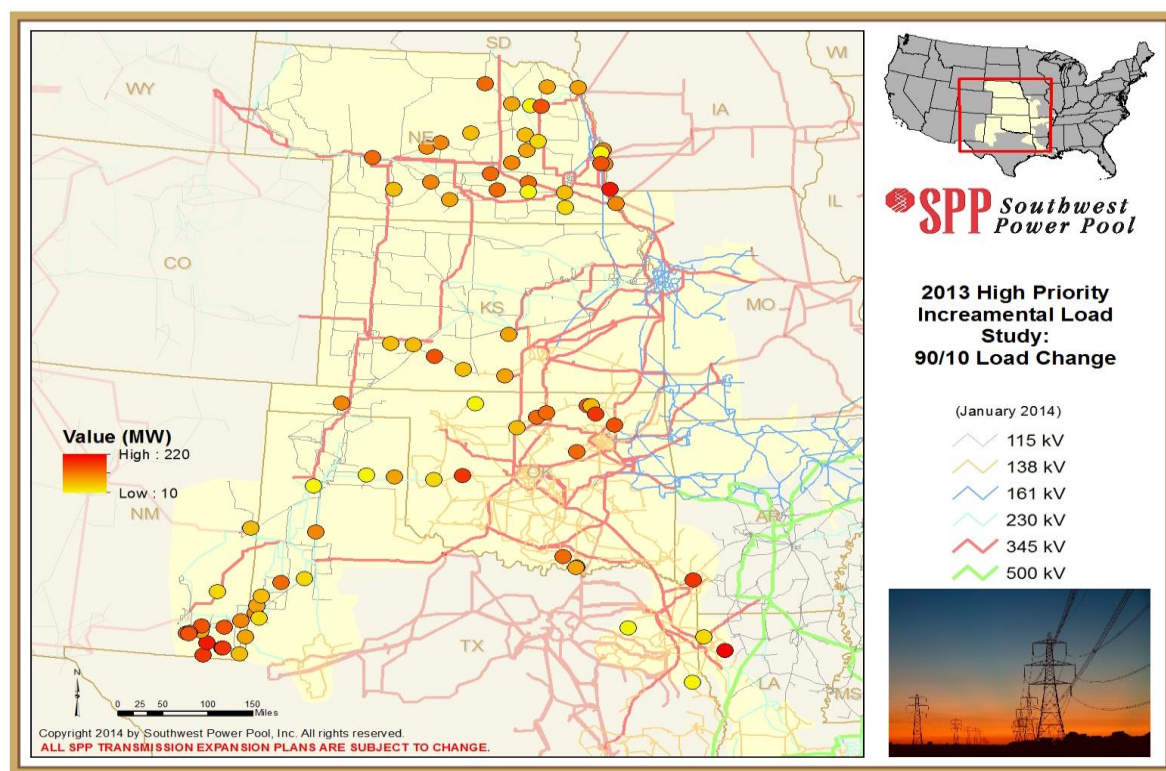 SD
WI
WY
IA
NE
IL
CO
MO
KS
Value (MW)
High : 220
Low : 10
OK
NM
AR
TX
LA
MS
N
0 25 50 100 150
Miles
Copyright 2014 by Southwest Power Pool, Inc. All rights reserved.
ALL SPP TRANSMISSION EXPANSION PLANS ARE SUBJECT TO CHANGE.
SPP Southwest
Power Pool
2013 High Priority
Increamental Load
Study:
90/10 Load Change
(January 2014)
115 kV
138 kV
161 kV
230 kV
345 kV
500 kV